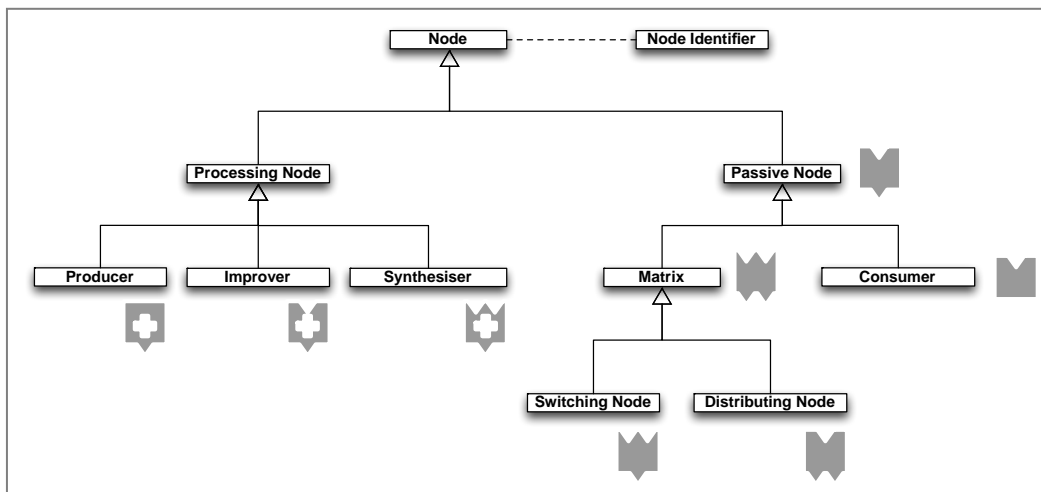 Node
Node Identifier
Processing Node
Passive Node
Producer
Improver
Synthesiser
Matrix
Consumer
Switching Node
Distributing Node